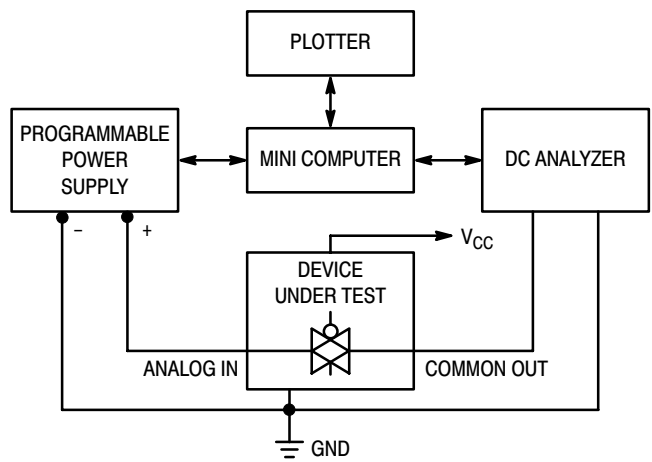 PLOTTER
PROGRAMMABLE
POWER
SUPPLY
MINI COMPUTER
DC ANALYZER
– +
VCC
DEVICE
UNDER TEST
ANALOG IN
COMMON OUT
GND